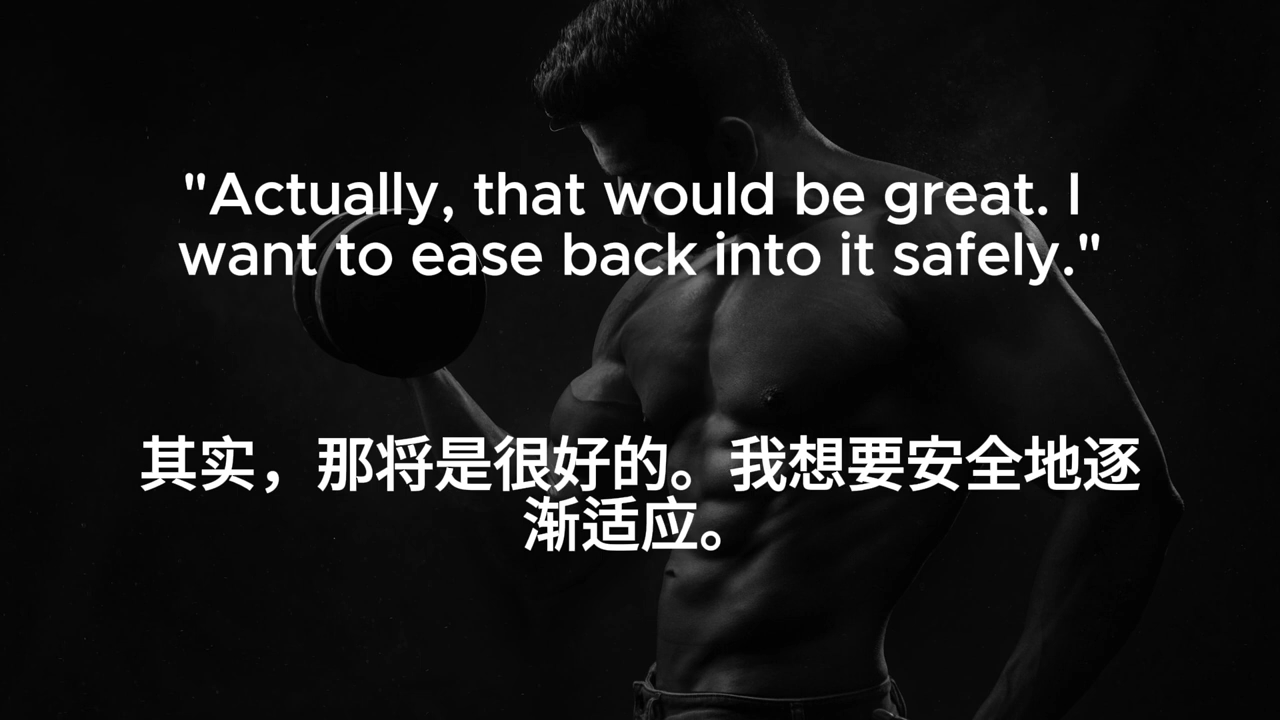 "Actually, that would be great. I
want to ease back into it safely."
其实，那将是很好的。我想要安全地逐
渐适应。